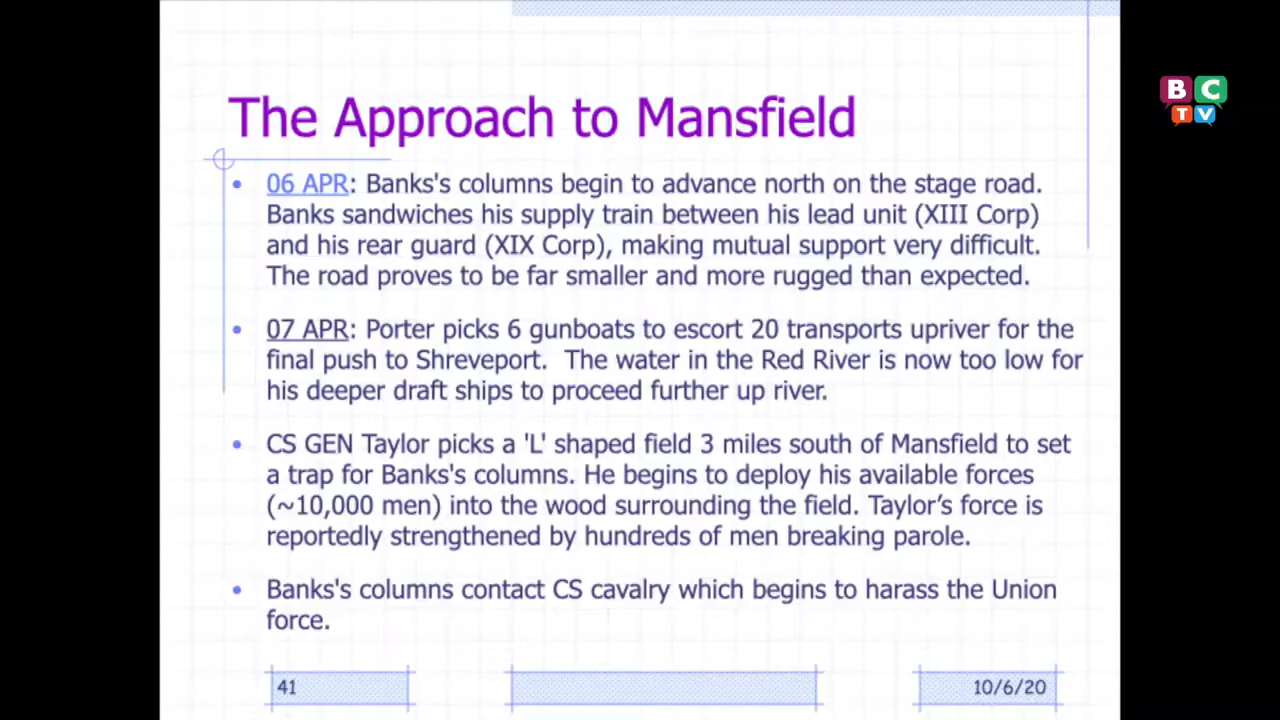 BC
TV
The Approach to Mansfield
• 06 APR: Banks's columns begin to advance north on the stage road.
Banks sandwiches his supply train between his lead unit (XIII Corp)
and his rear guard (XIX Corp), making mutual support very difficult.
The road proves to be far smaller and more rugged than expected.
• 07 APR: Porter picks 6 gunboats to escort 20 transports upriver for the
final push to Shreveport.  The water in the Red River is now too low for
his deeper draft ships to proceed further up river.
• CS GEN Taylor picks a 'L' shaped field 3 miles south of Mansfield to set
a trap for Banks's columns. He begins to deploy his available forces
(~10,000 men) into the wood surrounding the field. Taylor’s force is
reportedly strengthened by hundreds of men breaking parole.
• Banks's columns contact CS cavalry which begins to harass the Union
force.
41
10/6/20